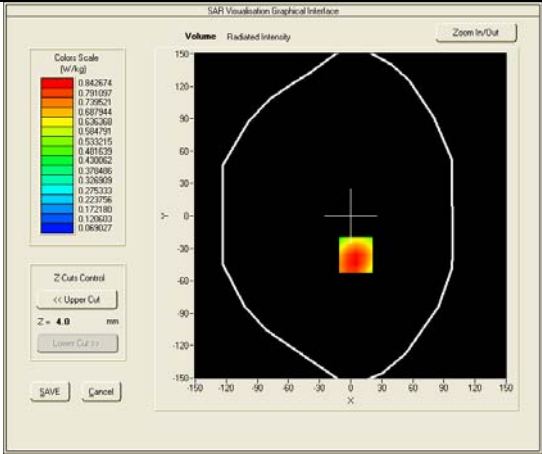 SAR Visualisation Graphical Interface
Volume Radiated Intensity
Zoom In/Out
Colors Scale
(W/kg)
0.842674
0.791097
0.739521
0.687944
0.636368
0.584791
0.533215
0.481639
0.430062
0.378486
0.326909
0.275333
0.223756
0.172180
0.120603
0.069027
Z-Cuts Control
<< Upper Cut
Z = 4.0 mm
Lower Cut >>
SAVE Cancel
150-
120-
90-
60-
30-
Y 0-
-30-
-60-
-90-
-120-
-150-
-150 -120 -90 -60 -30 0 30 60 90 120 150
X